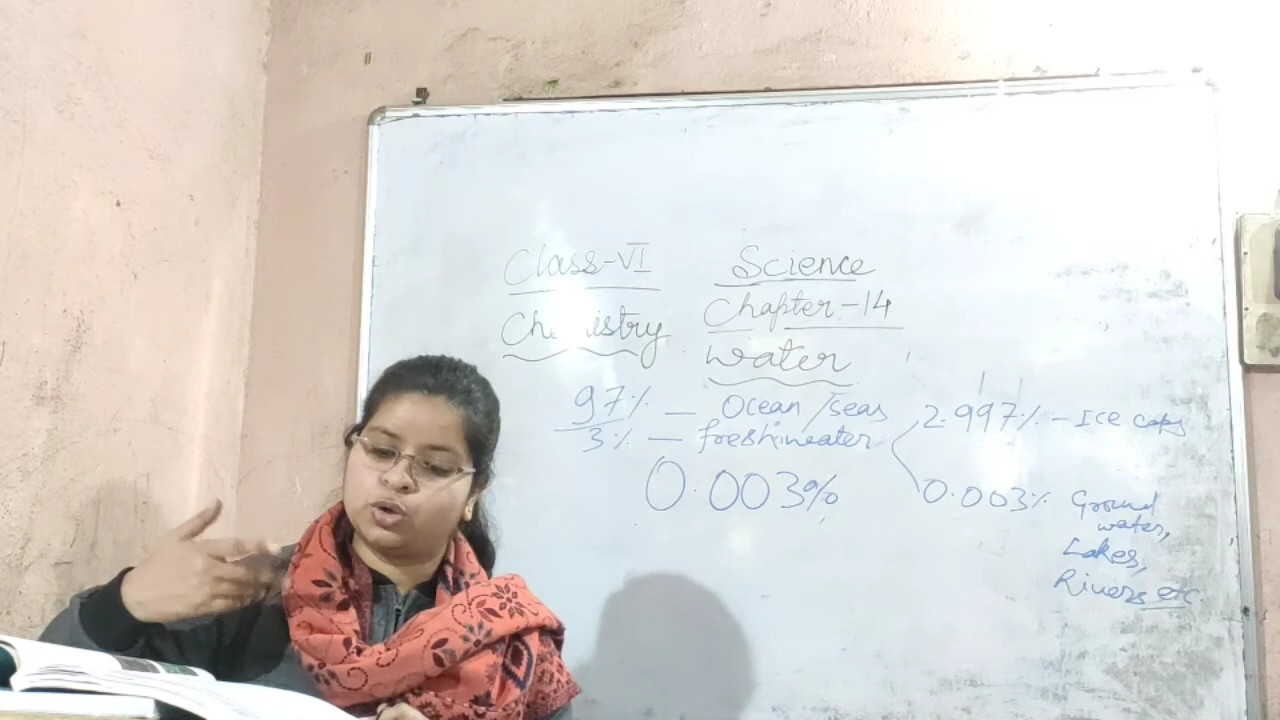 Class-VI Science
Chemistry Chapter-14
Water
97% — Ocean/Seas
3% — freshwater
2.997% - Ice caps
0.003%
0.003% Ground
water,
Lakes,
Rivers etc